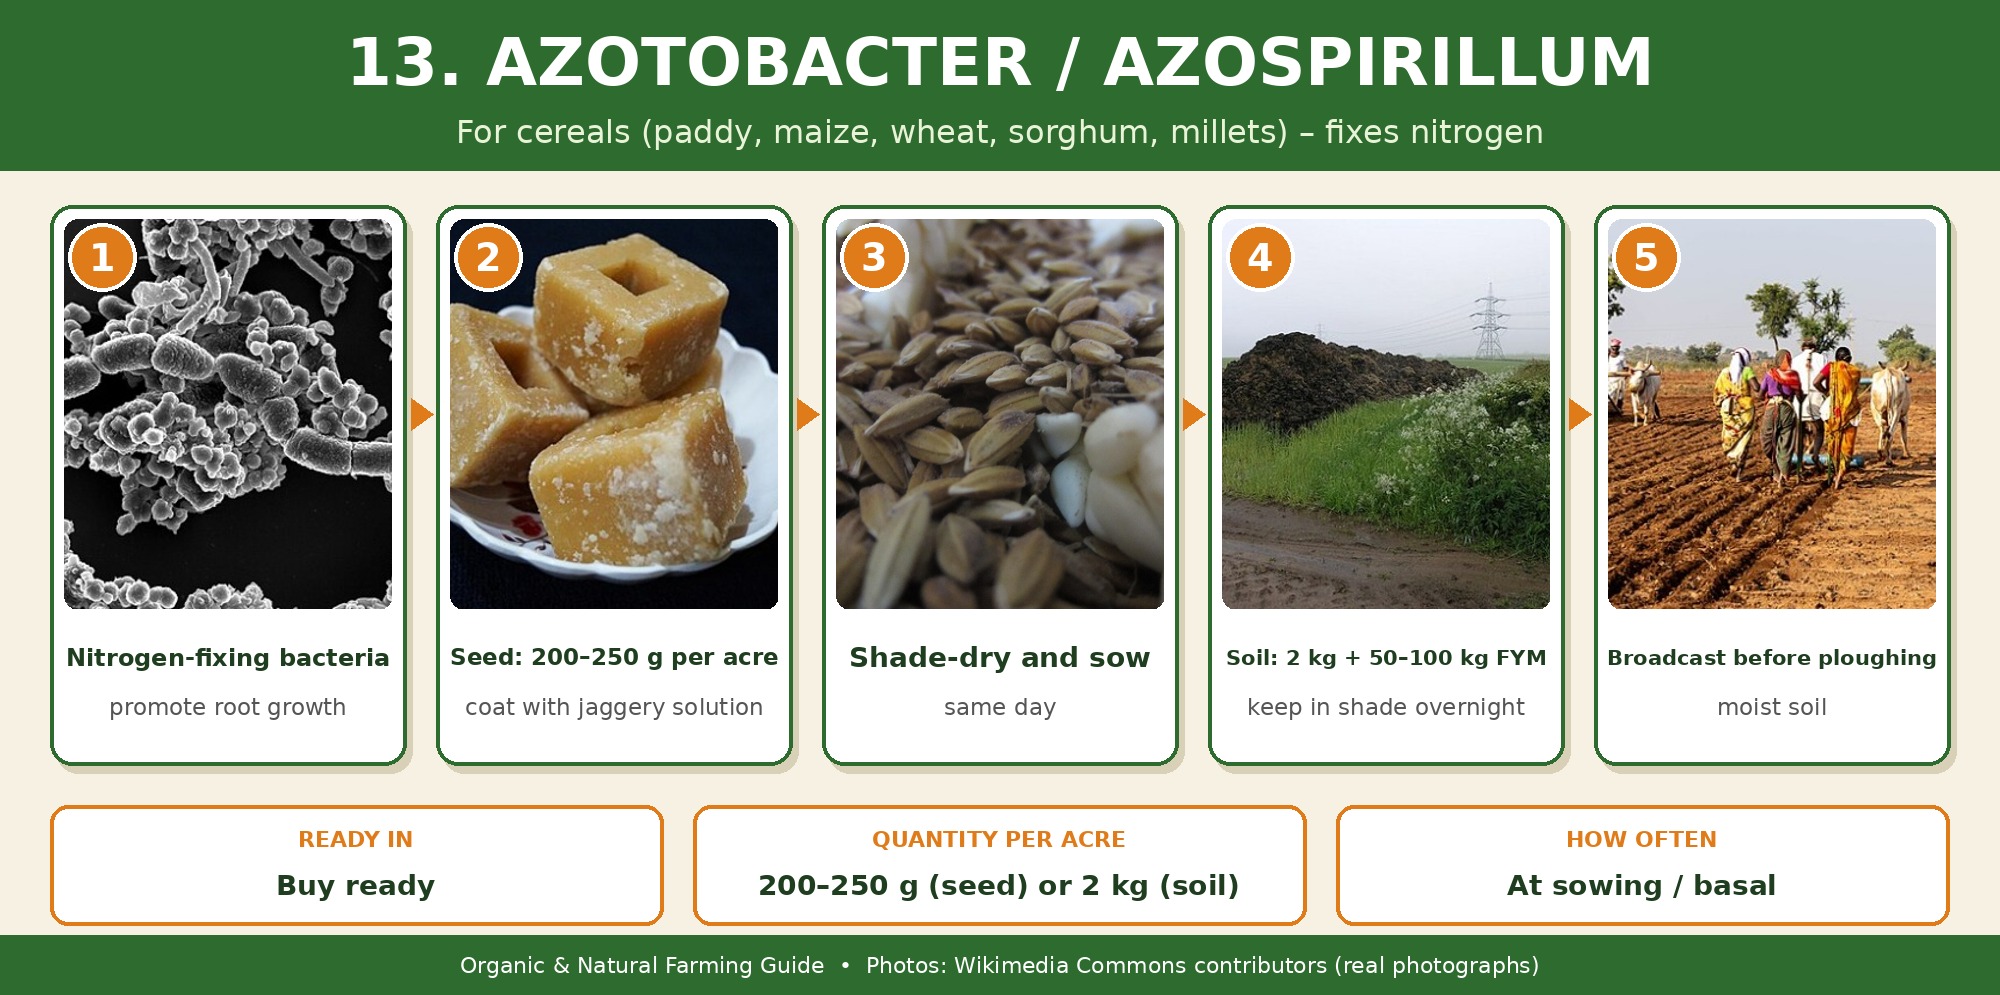 13. AZOTOBACTER / AZOSPIRILLUM
For cereals (paddy, maize, wheat, sorghum, millets) – fixes nitrogen
1
2
3
4
5
Nitrogen-fixing bacteria
promote root growth
Seed: 200–250 g per acre
coat with jaggery solution
Shade-dry and sow
same day
Soil: 2 kg + 50–100 kg FYM
keep in shade overnight
Broadcast before ploughing
moist soil
READY IN
Buy ready
QUANTITY PER ACRE
200–250 g (seed) or 2 kg (soil)
HOW OFTEN
At sowing / basal
Organic & Natural Farming Guide • Photos: Wikimedia Commons contributors (real photographs)